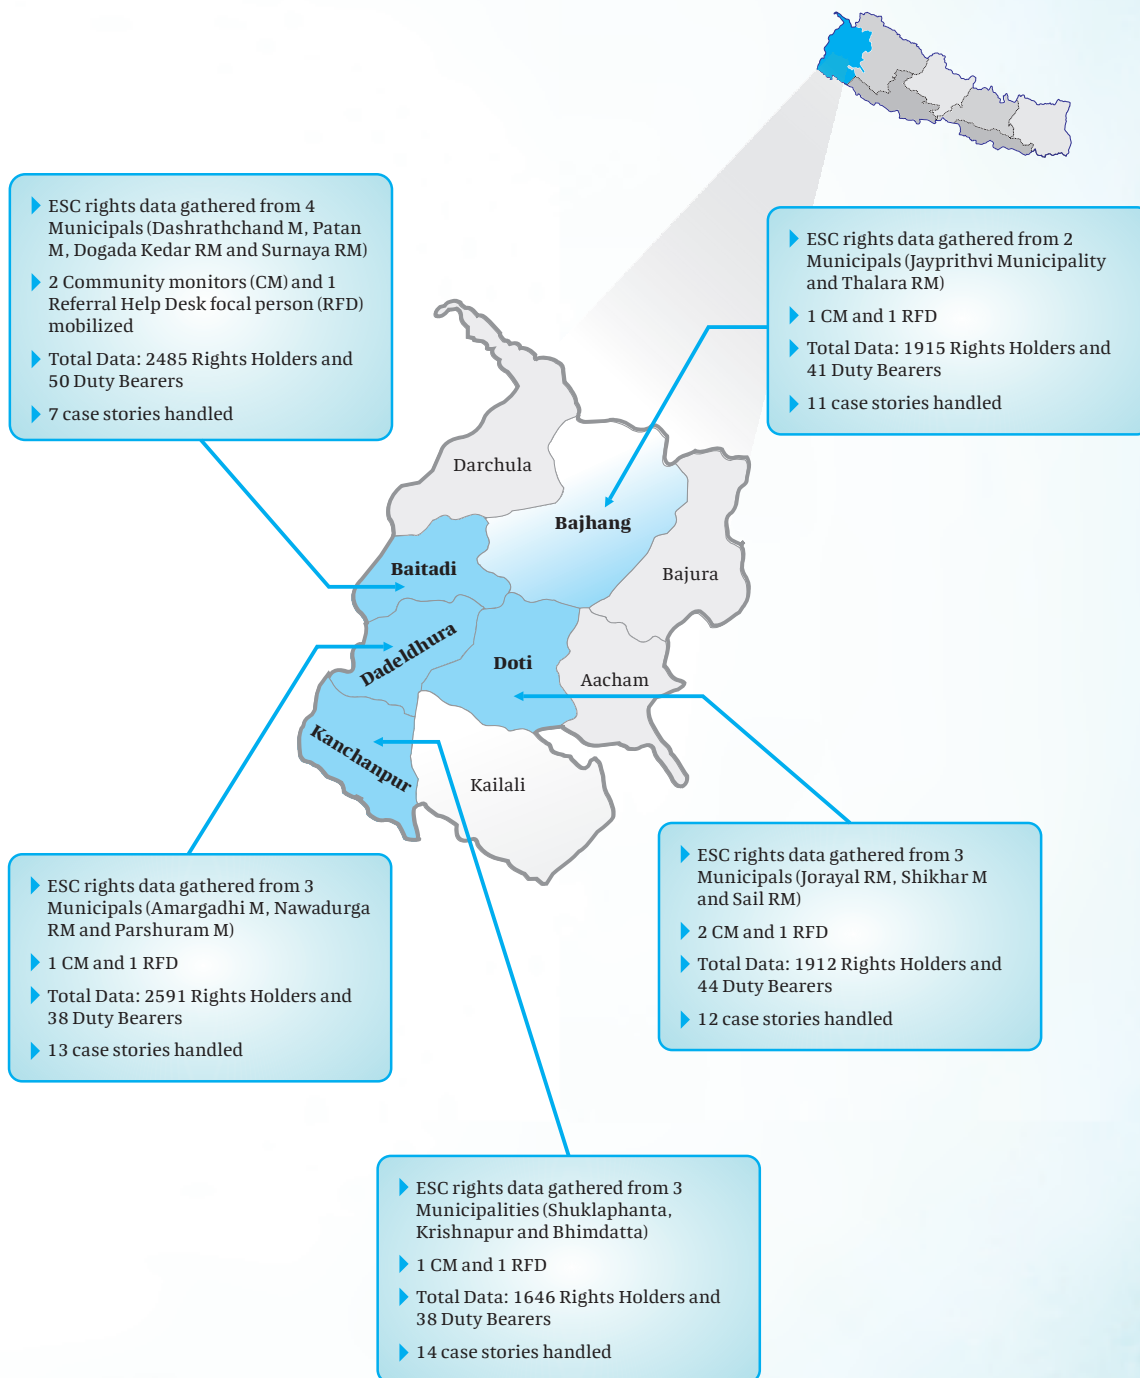 ESC rights data gathered from 4
Municipals (Dashrathchand M, Patan
M, Dogada Kedar RM and Surnaya RM)
2 Community monitors (CM) and 1
Referral Help Desk focal person (RFD)
mobilized
Total Data: 2485 Rights Holders and
50 Duty Bearers
7 case stories handled
ESC rights data gathered from 2
Municipals (Jayprithvi Municipality
and Thalara RM)
1 CM and 1 RFD
Total Data: 1915 Rights Holders and
41 Duty Bearers
11 case stories handled
Darchula
Bajhang
Baitadi
Bajura
Dadeldhura
Doti
Aacham
Kanchanpur
Kailali
ESC rights data gathered from 3
Municipals (Amargadhi M, Nawadurga
RM and Parshuram M)
1 CM and 1 RFD
Total Data: 2591 Rights Holders and
38 Duty Bearers
13 case stories handled
ESC rights data gathered from 3
Municipals (Jorayal RM, Shikhar M
and Sail RM)
2 CM and 1 RFD
Total Data: 1912 Rights Holders and
44 Duty Bearers
12 case stories handled
ESC rights data gathered from 3
Municipalities (Shuklaphanta,
Krishnapur and Bhimdatta)
1 CM and 1 RFD
Total Data: 1646 Rights Holders and
38 Duty Bearers
14 case stories handled